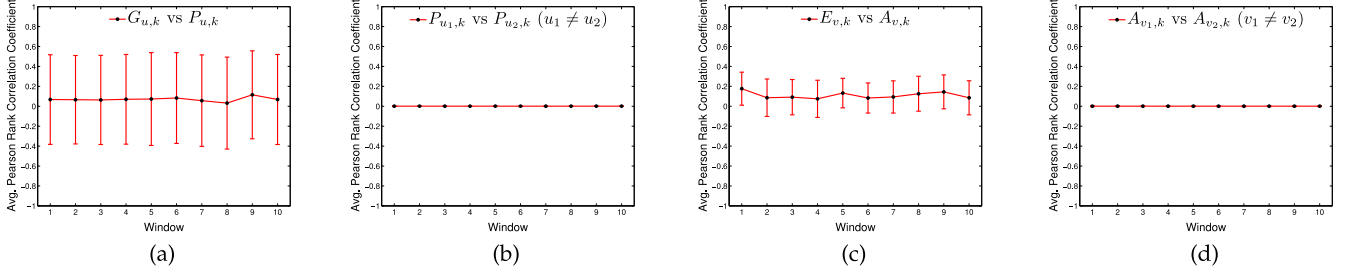 G_{u,k} vs P_{u,k}
Avg. Pearson Rank Correlation Coefficient
1
0.8
0.6
0.4
0.2
0
−0.2
−0.4
−0.6
−0.8
−1
1 2 3 4 5 6 7 8 9 10
Window
(a)
P_{u_1,k} vs P_{u_2,k} (u_1 ≠ u_2)
Avg. Pearson Rank Correlation Coefficient
1
0.8
0.6
0.4
0.2
0
−0.2
−0.4
−0.6
−0.8
−1
1 2 3 4 5 6 7 8 9 10
Window
(b)
E_{v,k} vs A_{v,k}
Avg. Pearson Rank Correlation Coefficient
1
0.8
0.6
0.4
0.2
0
−0.2
−0.4
−0.6
−0.8
−1
1 2 3 4 5 6 7 8 9 10
Window
(c)
A_{v_1,k} vs A_{v_2,k} (v_1 ≠ v_2)
Avg. Pearson Rank Correlation Coefficient
1
0.8
0.6
0.4
0.2
0
−0.2
−0.4
−0.6
−0.8
−1
1 2 3 4 5 6 7 8 9 10
Window
(d)